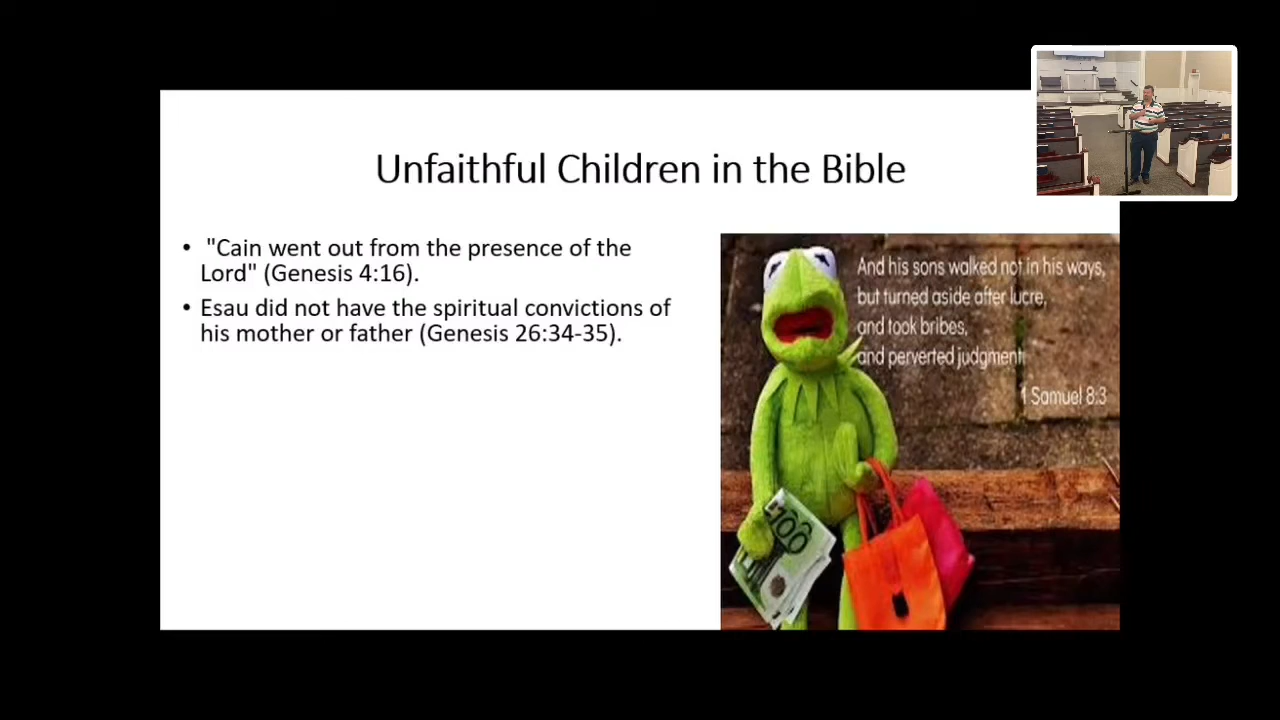 Unfaithful Children in the Bible
• "Cain went out from the presence of the
Lord" (Genesis 4:16).
• Esau did not have the spiritual convictions of
his mother or father (Genesis 26:34-35).
And his sons walked not in his ways,
but turned aside after lucre,
and took bribes,
and perverted judgment
1 Samuel 8:3
100